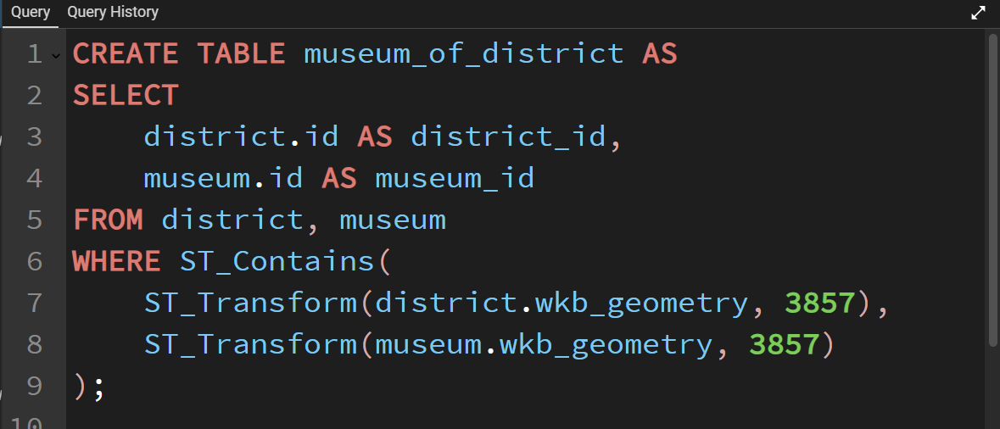 Query Query History
1 CREATE TABLE museum_of_district AS
2 SELECT
3 district.id AS district_id,
4 museum.id AS museum_id
5 FROM district, museum
6 WHERE ST_Contains(
7 ST_Transform(district.wkb_geometry, 3857),
8 ST_Transform(museum.wkb_geometry, 3857)
9 );
10